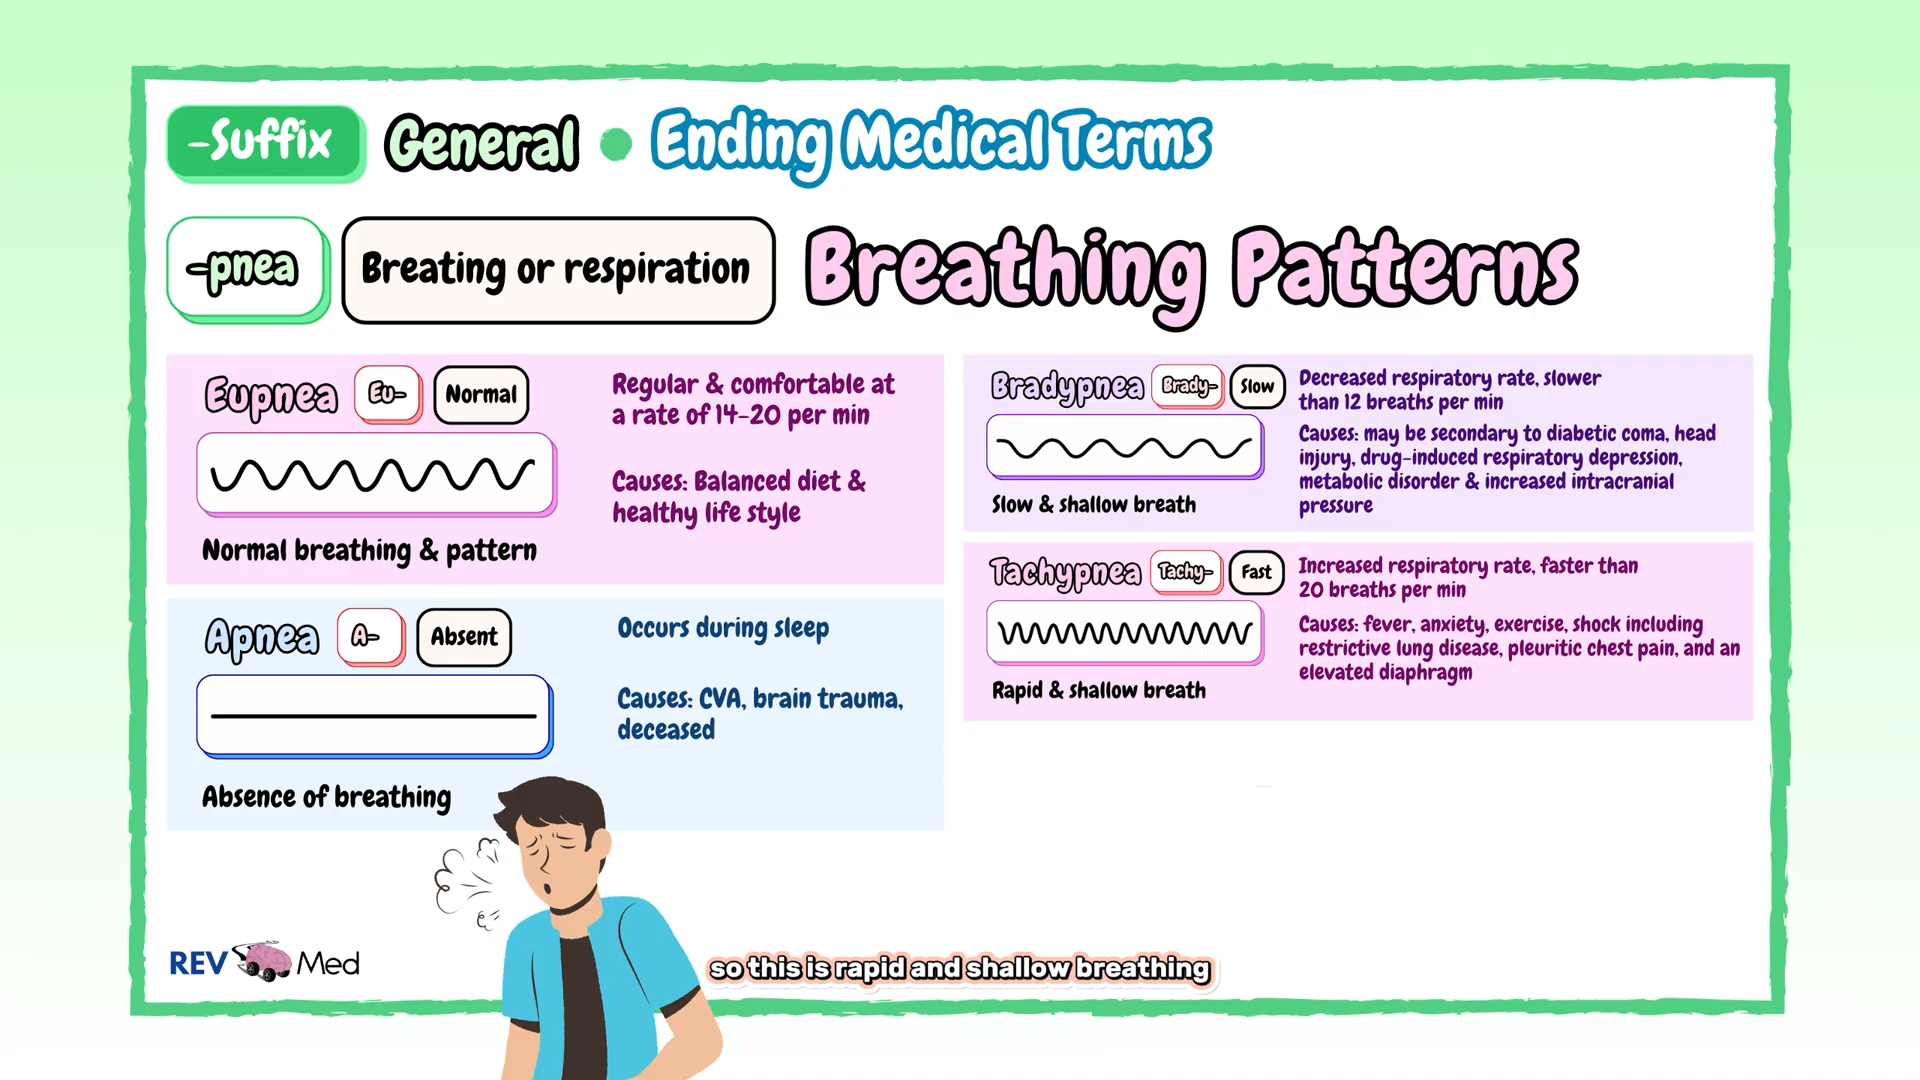 -Suffix General • Ending Medical Terms
-pnea Breating or respiration Breathing Patterns
Eupnea Eu- Normal
Normal breathing & pattern
Regular & comfortable at
a rate of 14-20 per min
Causes: Balanced diet &
healthy life style
Apnea A- Absent
Absence of breathing
Occurs during sleep
Causes: CVA, brain trauma,
deceased
Bradypnea Brady- Slow
Slow & shallow breath
Decreased respiratory rate, slower
than 12 breaths per min
Causes: may be secondary to diabetic coma, head
injury, drug-induced respiratory depression,
metabolic disorder & increased intracranial
pressure
Tachypnea Tachy- Fast
Rapid & shallow breath
Increased respiratory rate, faster than
20 breaths per min
Causes: fever, anxiety, exercise, shock including
restrictive lung disease, pleuritic chest pain, and an
elevated diaphragm
REV Med
so this is rapid and shallow breathing